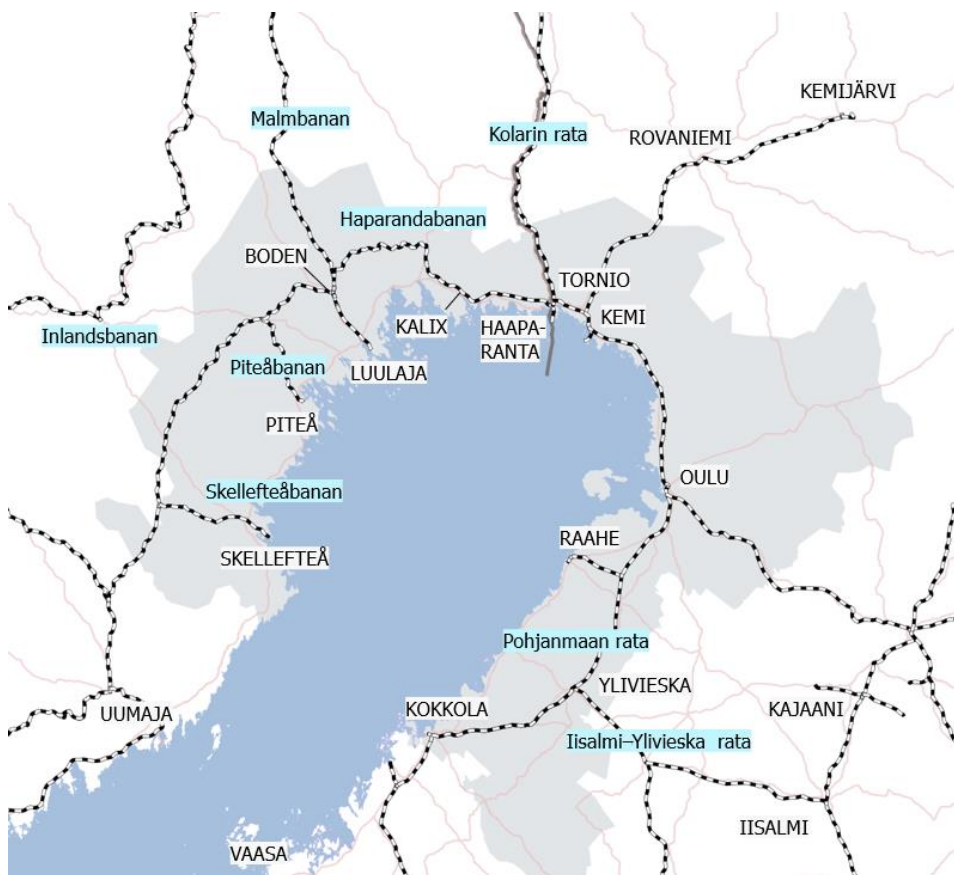 KEMIJÄRVI
Malmbanan
Kolarin rata
ROVANIEMI
Haparandabanan
BODEN
TORNIO
KALIX
HAAPA-
RANTA
KEMI
Inlandsbanan
Piteåbanan
LUULAJA
PITEÅ
OULU
Skellefteåbanan
RAAHE
SKELLEFTEÅ
Pohjanmaan rata
YLIVIESKA
UUMAJA
KOKKOLA
KAJAANI
Iisalmi–Ylivieska rata
IISALMI
VAASA